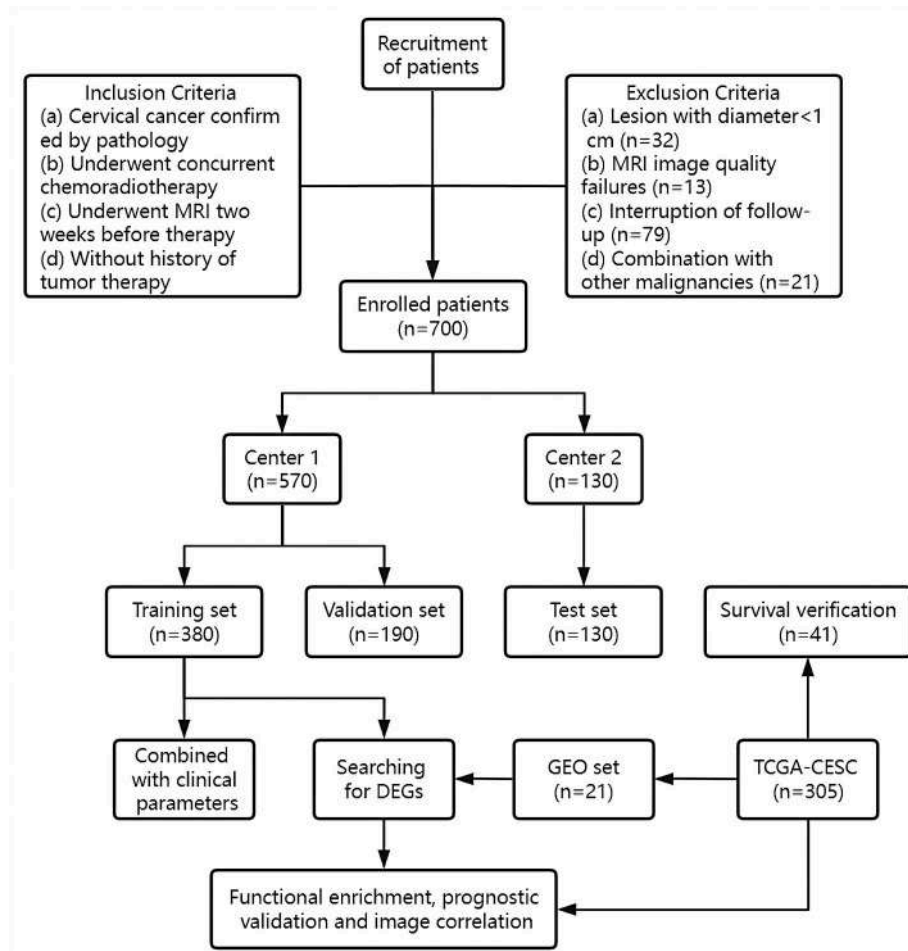 Recruitment
of patients
Inclusion Criteria
(a) Cervical cancer confirm
ed by pathology
(b) Underwent concurrent
chemoradiotherapy
(c) Underwent MRI two
weeks before therapy
(d) Without history of
tumor therapy
Exclusion Criteria
(a) Lesion with diameter<1
cm (n=32)
(b) MRI image quality
failures (n=13)
(c) Interruption of follow-
up (n=79)
(d) Combination with
other malignancies (n=21)
Enrolled patients
(n=700)
Center 1
(n=570)
Center 2
(n=130)
Training set
(n=380)
Validation set
(n=190)
Test set
(n=130)
Survival verification
(n=41)
Combined
with clinical
parameters
Searching
for DEGs
GEO set
(n=21)
TCGA-CESC
(n=305)
Functional enrichment, prognostic
validation and image correlation